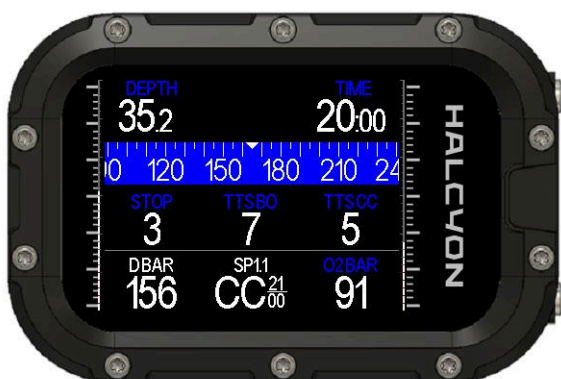 DEPTH TIME
35.2 20:00
00 120 150 180 210 24
STOP TTSBO TTSCC
3 7 5
DBAR SP1.1 O2BAR
156 CC 21/00 91
HALCYON